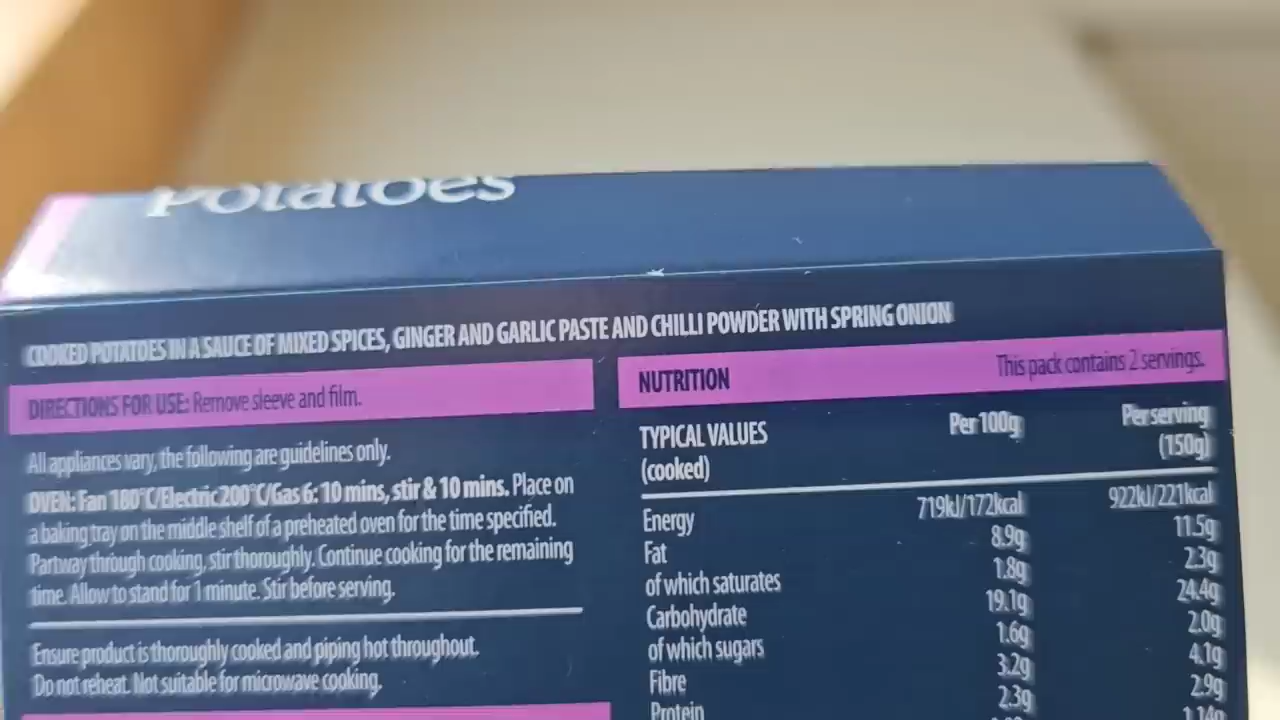 Potatoes
COOKED POTATOES IN A SAUCE OF MIXED SPICES, GINGER AND GARLIC PASTE AND CHILLI POWDER WITH SPRING ONION
DIRECTIONS FOR USE: Remove sleeve and film.
All appliances vary, the following are guidelines only.
OVEN: Fan 180°C/Electric 200°C/Gas 6: 10 mins, stir & 10 mins. Place on
a baking tray on the middle shelf of a preheated oven for the time specified.
Partway through cooking, stir thoroughly. Continue cooking for the remaining
time. Allow to stand for 1 minute. Stir before serving.
Ensure product is thoroughly cooked and piping hot throughout.
Do not reheat. Not suitable for microwave cooking.
NUTRITION This pack contains 2 servings.
TYPICAL VALUES Per 100g Per serving
(cooked) (150g)
Energy 719kJ/172kcal 922kJ/221kcal
Fat 8.9g 11.5g
of which saturates 1.8g 2.3g
Carbohydrate 19.1g 24.4g
of which sugars 1.6g 2.0g
Fibre 3.2g 4.1g
Protein 2.3g 2.9g
1.14g